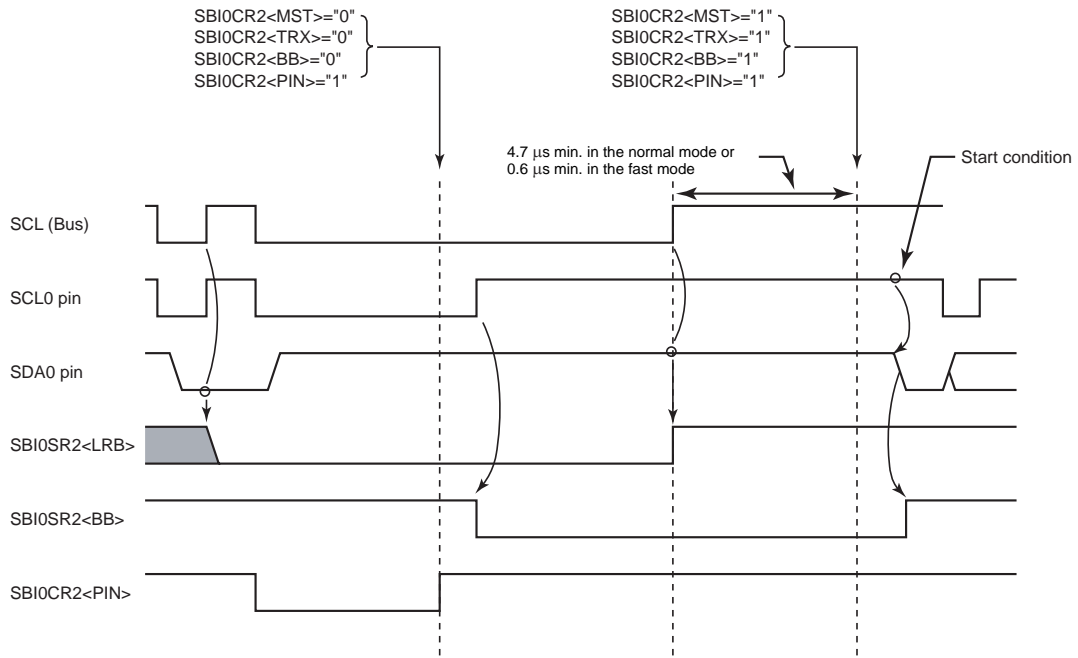 SBI0CR2<MST>="0"
SBI0CR2<TRX>="0"
SBI0CR2<BB>="0"
SBI0CR2<PIN>="1"
SBI0CR2<MST>="1"
SBI0CR2<TRX>="1"
SBI0CR2<BB>="1"
SBI0CR2<PIN>="1"
4.7 μs min. in the normal mode or
0.6 μs min. in the fast mode
Start condition
SCL (Bus)
SCL0 pin
SDA0 pin
SBI0SR2<LRB>
SBI0SR2<BB>
SBI0CR2<PIN>